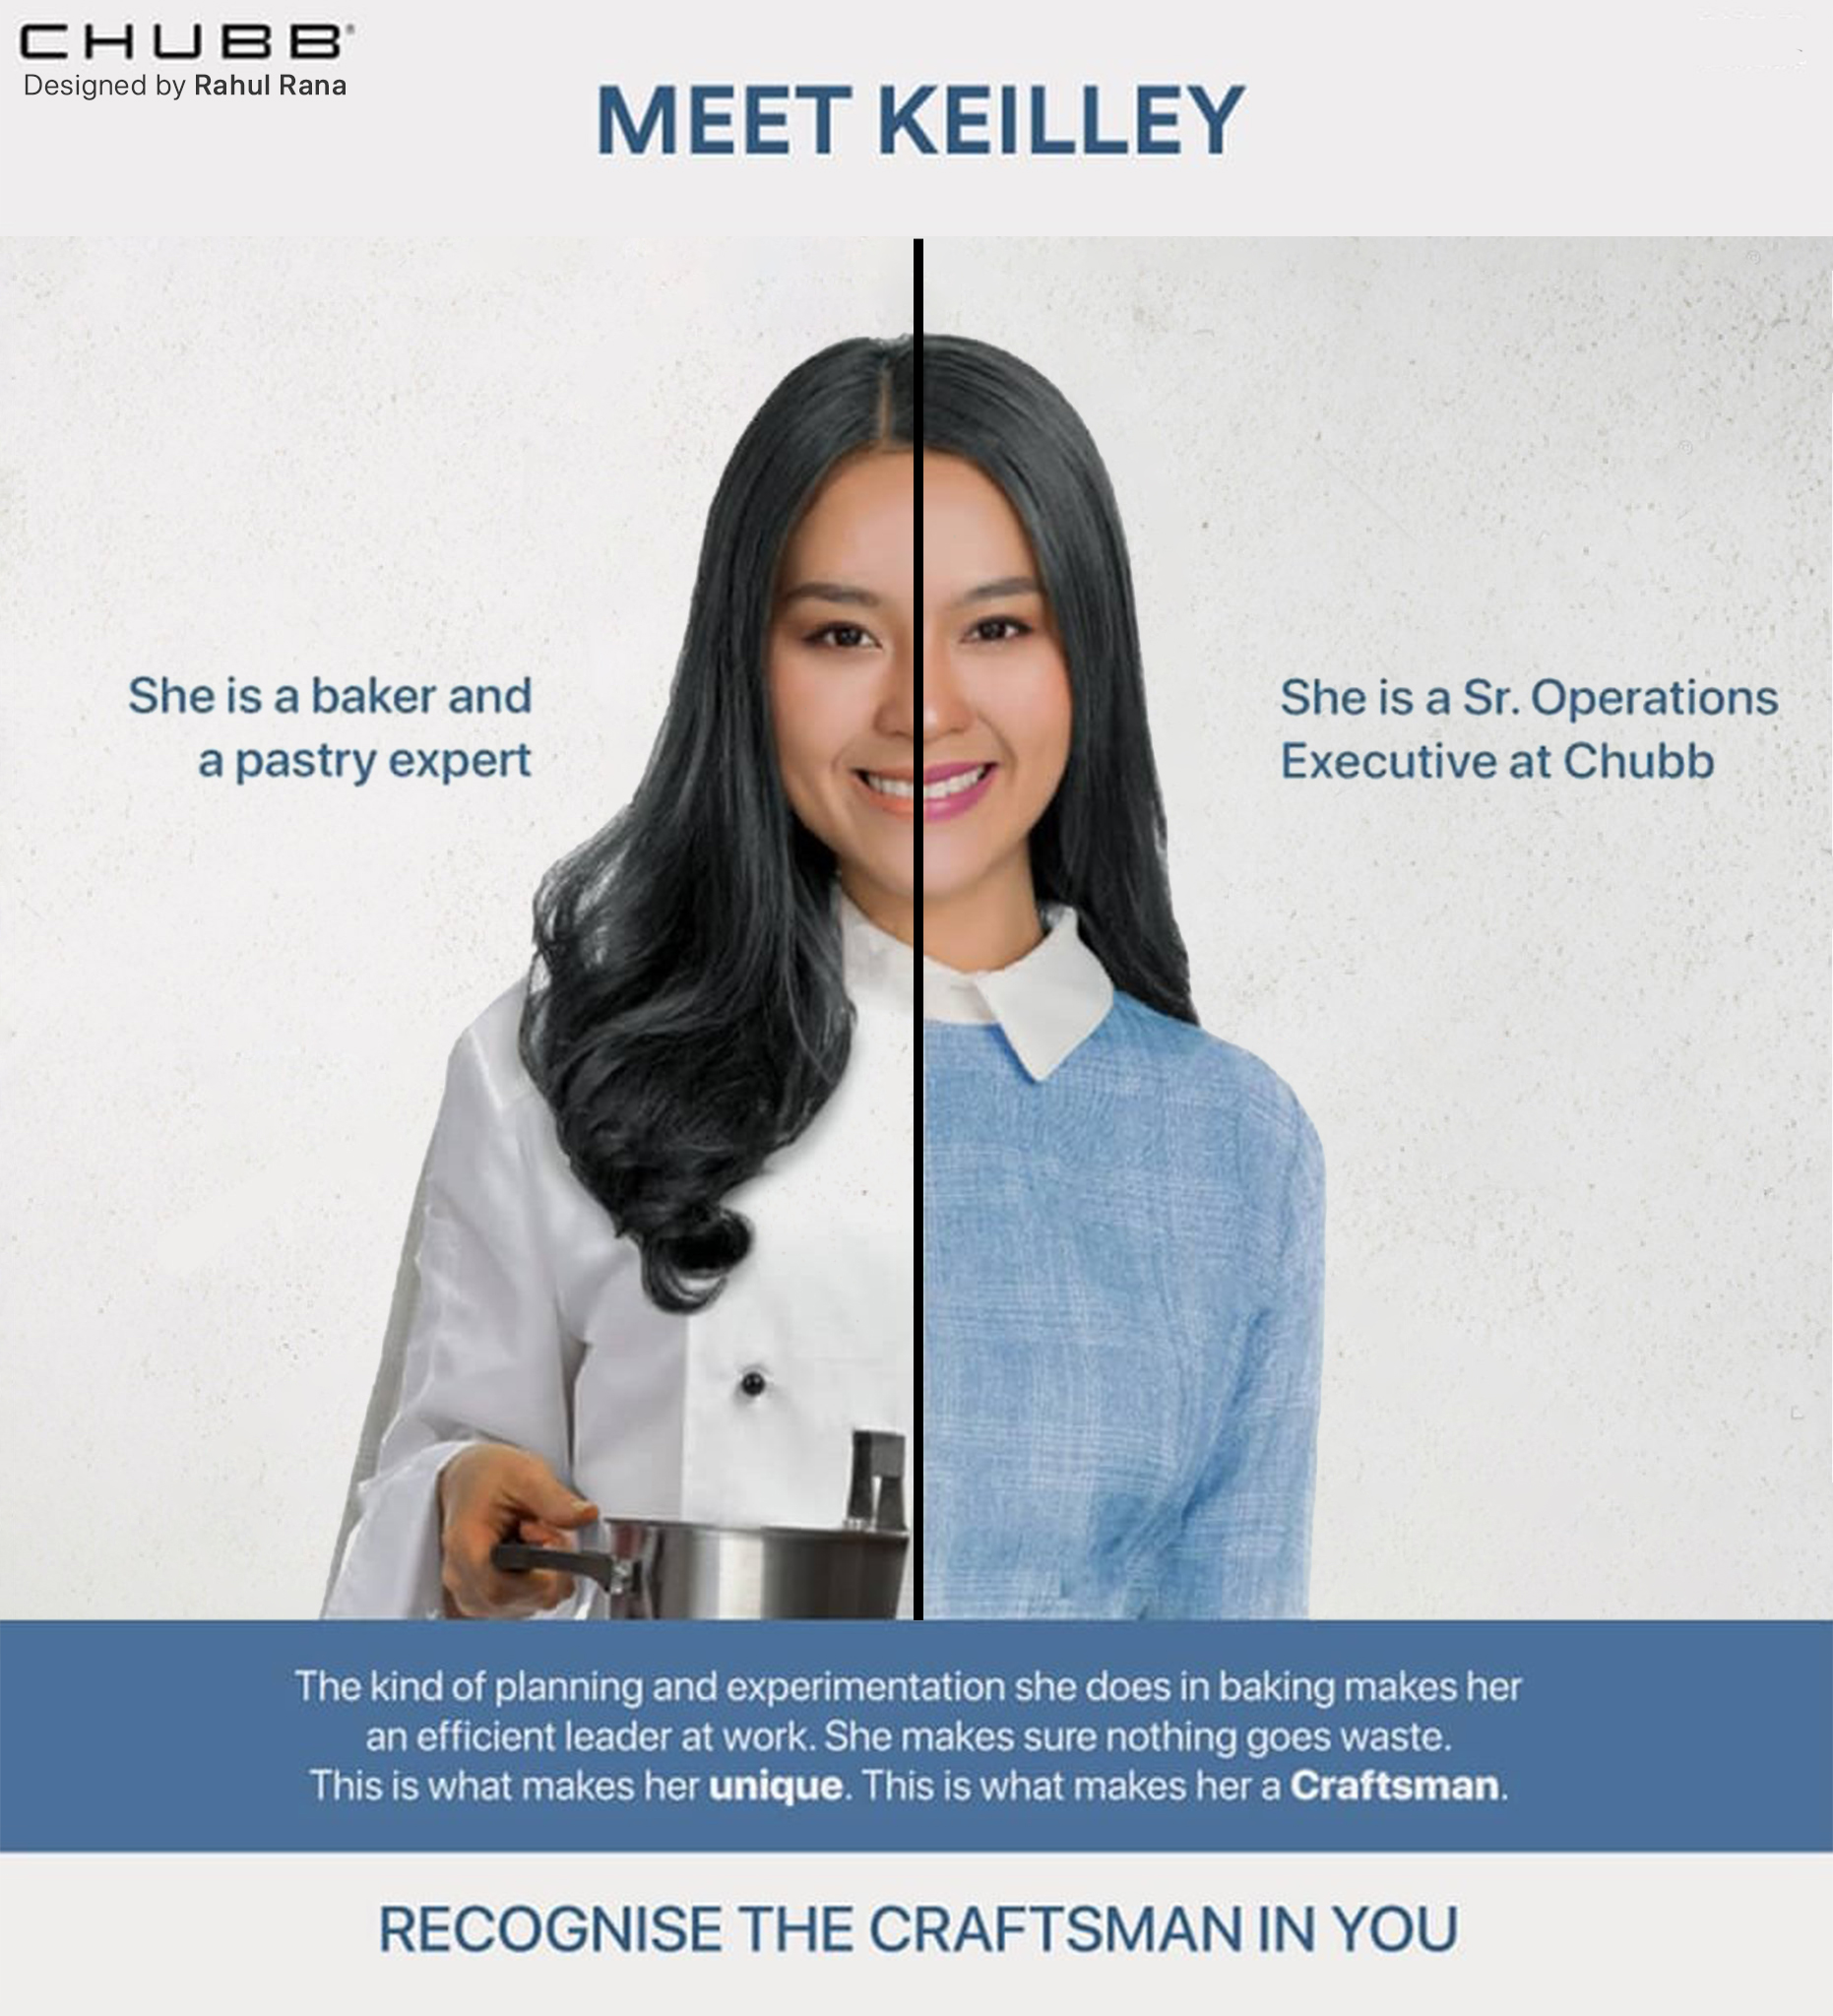 CHUBB®
Designed by Rahul Rana
MEET KEILLEY
She is a baker and
a pastry expert
She is a Sr. Operations
Executive at Chubb
The kind of planning and experimentation she does in baking makes her
an efficient leader at work. She makes sure nothing goes waste.
This is what makes her unique. This is what makes her a Craftsman.
RECOGNISE THE CRAFTSMAN IN YOU